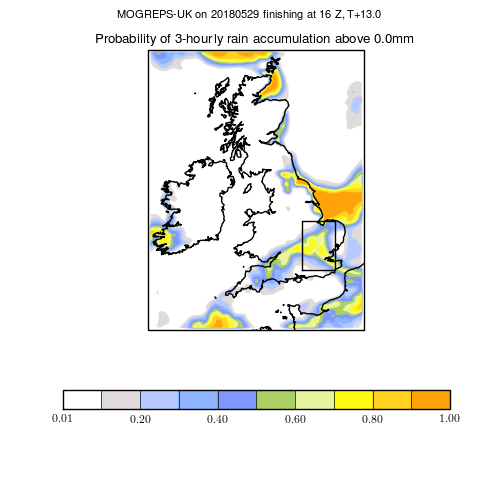 MOGREPS-UK on 20180529 finishing at 16 Z, T+13.0
Probability of 3-hourly rain accumulation above 0.0mm
0.01 0.20 0.40 0.60 0.80 1.00